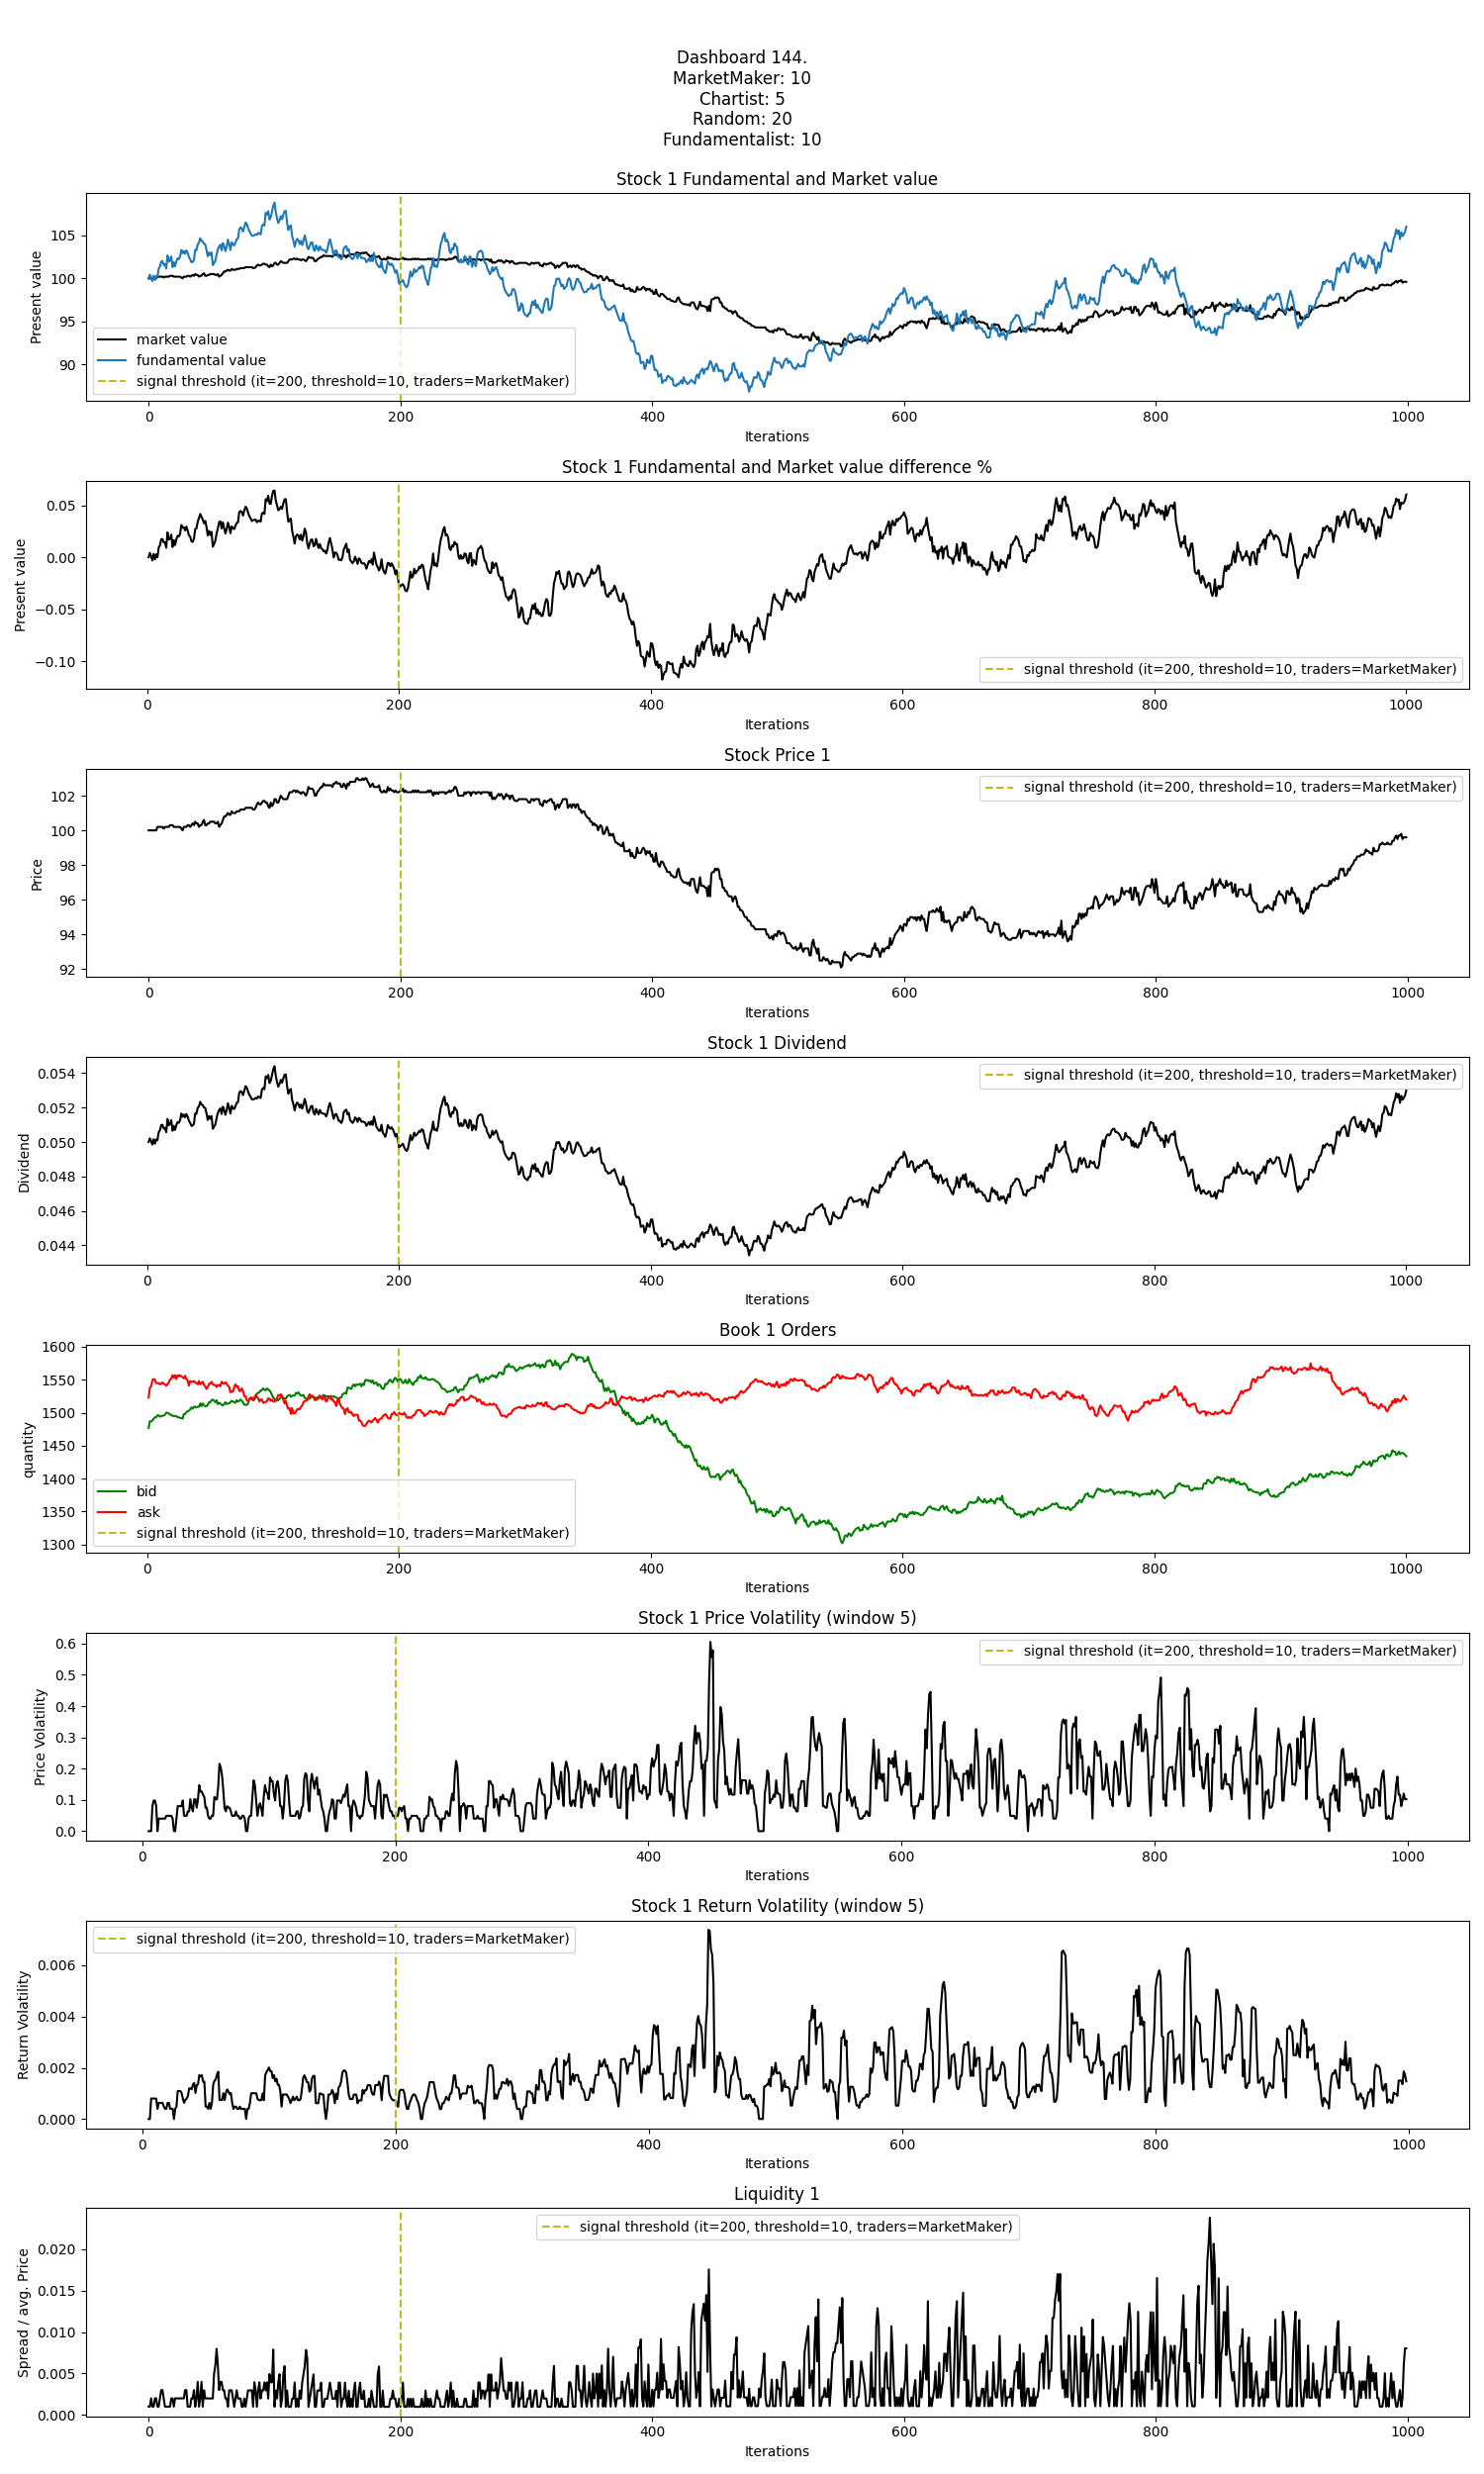 Dashboard 144.
MarketMaker: 10
Chartist: 5
Random: 20
Fundamentalist: 10
Stock 1 Fundamental and Market value
Present value
105
100
95
90
market value
fundamental value
signal threshold (it=200, threshold=10, traders=MarketMaker)
0 200 400 600 800 1000
Iterations
Stock 1 Fundamental and Market value difference %
Present value
0.05
0.00
−0.05
−0.10
signal threshold (it=200, threshold=10, traders=MarketMaker)
0 200 400 600 800 1000
Iterations
Stock Price 1
Price
102
100
98
96
94
92
signal threshold (it=200, threshold=10, traders=MarketMaker)
0 200 400 600 800 1000
Iterations
Stock 1 Dividend
Dividend
0.054
0.052
0.050
0.048
0.046
0.044
signal threshold (it=200, threshold=10, traders=MarketMaker)
0 200 400 600 800 1000
Iterations
Book 1 Orders
quantity
1600
1550
1500
1450
1400
1350
1300
bid
ask
signal threshold (it=200, threshold=10, traders=MarketMaker)
0 200 400 600 800 1000
Iterations
Stock 1 Price Volatility (window 5)
Price Volatility
0.6
0.5
0.4
0.3
0.2
0.1
0.0
signal threshold (it=200, threshold=10, traders=MarketMaker)
0 200 400 600 800 1000
Iterations
Stock 1 Return Volatility (window 5)
Return Volatility
0.006
0.004
0.002
0.000
signal threshold (it=200, threshold=10, traders=MarketMaker)
0 200 400 600 800 1000
Iterations
Liquidity 1
Spread / avg. Price
0.020
0.015
0.010
0.005
0.000
signal threshold (it=200, threshold=10, traders=MarketMaker)
0 200 400 600 800 1000
Iterations